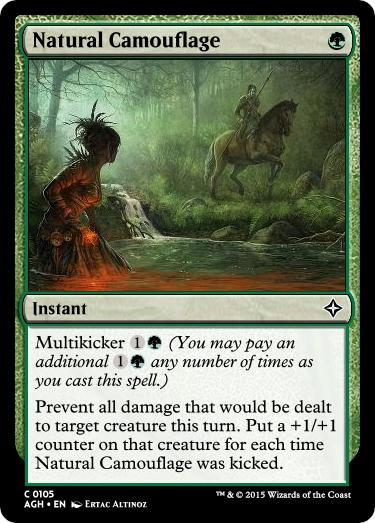 Natural Camouflage
Instant
Multikicker 1 (You may pay an
additional 1 any number of times as
you cast this spell.)
Prevent all damage that would be dealt
to target creature this turn. Put a +1/+1
counter on that creature for each time
Natural Camouflage was kicked.
C 0105
AGH • EN Ertac Altinoz
™ & © 2015 Wizards of the Coast